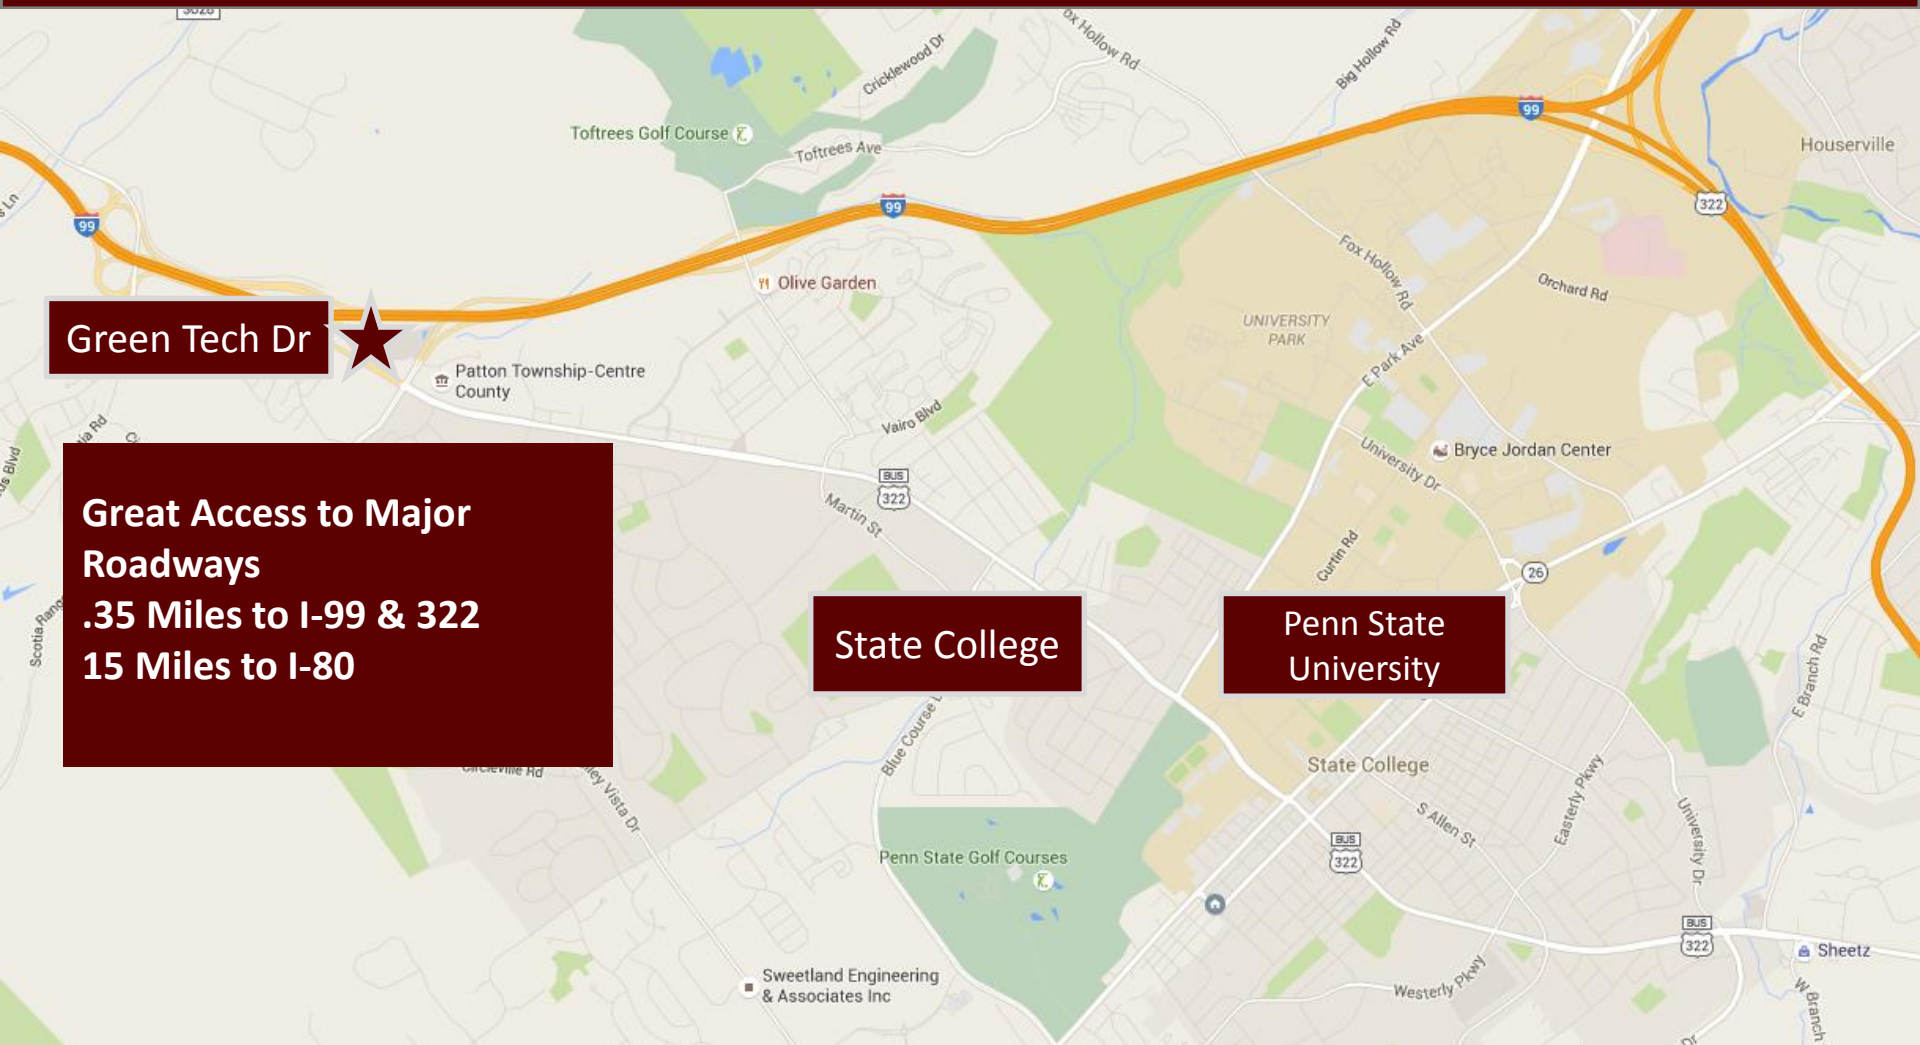 3028
Fox Hollow Rd
Big Hollow Rd
Cricklewood Dr
Toftrees Golf Course
Toftrees Ave
99
Houserville
99
322
99
Fox Hollow Rd
Orchard Rd
Olive Garden
UNIVERSITY
PARK
Green Tech Dr
E Park Ave
Patton Township-Centre
County
Vairo Blvd
University Dr
Bryce Jordan Center
BUS
322
Martin St
Great Access to Major
Roadways
.35 Miles to I-99 & 322
15 Miles to I-80
Curtin Rd
26
State College
Penn State
University
E Branch Rd
Blue Course
Circleville Rd
Vista Dr
State College
Easterly Pkwy
S Allen St
University Dr
BUS
322
Penn State Golf Courses
BUS
322
Sheetz
Sweetland Engineering
& Associates Inc
Westerly Pkwy
W Branch
Dr